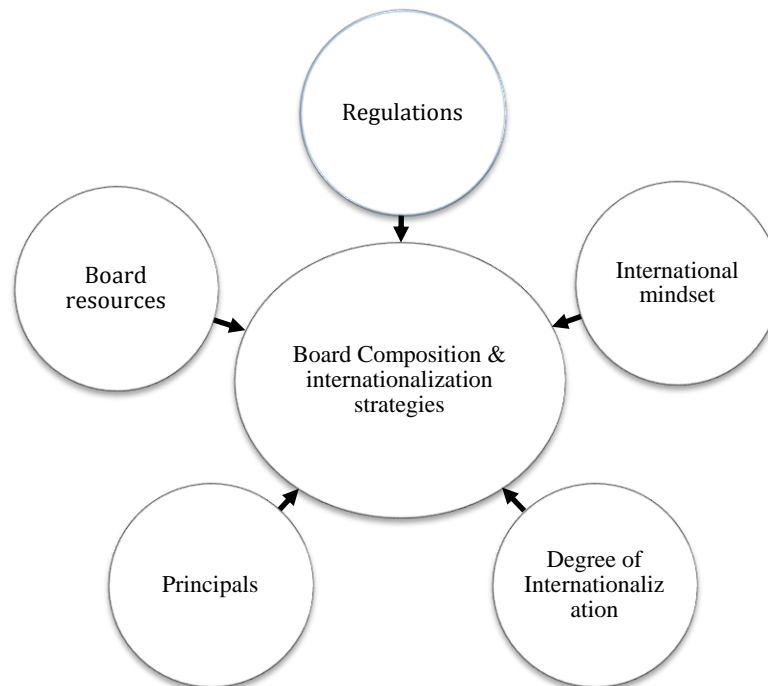 Regulations
Board
resources
International
mindset
Board Composition &
internationalization
strategies
Principals
Degree of
Internationaliz
ation